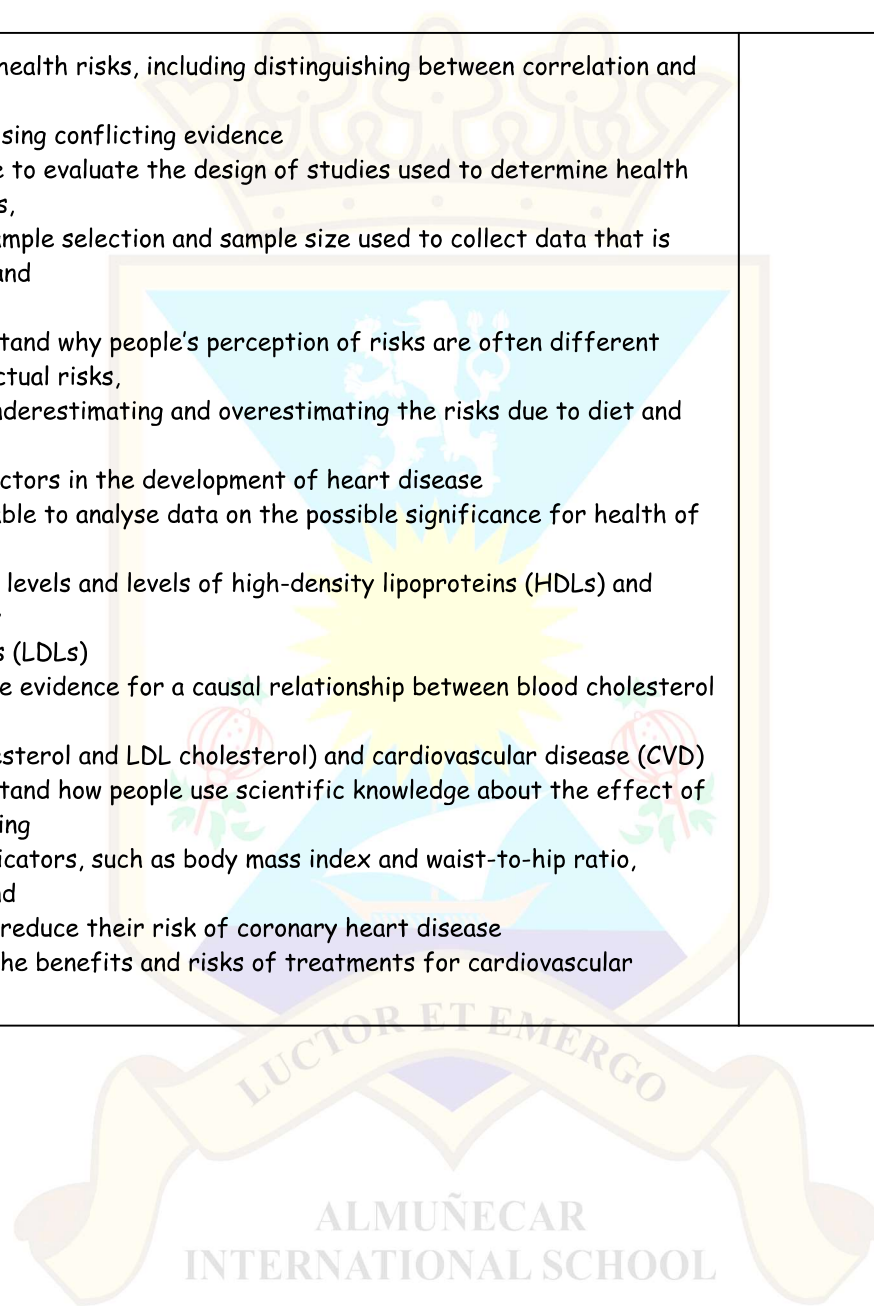 health risks, including distinguishing between correlation and
sing conflicting evidence
e to evaluate the design of studies used to determine health
s,
mple selection and sample size used to collect data that is
and
tand why people's perception of risks are often different
ctual risks,
nderestimating and overestimating the risks due to diet and
ctors in the development of heart disease
ble to analyse data on the possible significance for health of
levels and levels of high-density lipoproteins (HDLs) and
s (LDLs)
e evidence for a causal relationship between blood cholesterol
esterol and LDL cholesterol) and cardiovascular disease (CVD)
tand how people use scientific knowledge about the effect of
ing
icators, such as body mass index and waist-to-hip ratio,
nd
reduce their risk of coronary heart disease
he benefits and risks of treatments for cardiovascular
LUCTOR ET EMERGO
ALMUÑECAR
INTERNATIONAL SCHOOL